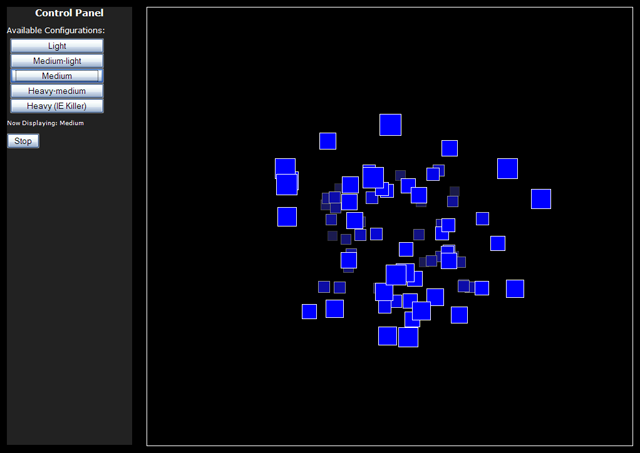 Control Panel
Available Configurations:
Light
Medium-light
Medium
Heavy-medium
Heavy (IE Killer)
Now Displaying: Medium
Stop